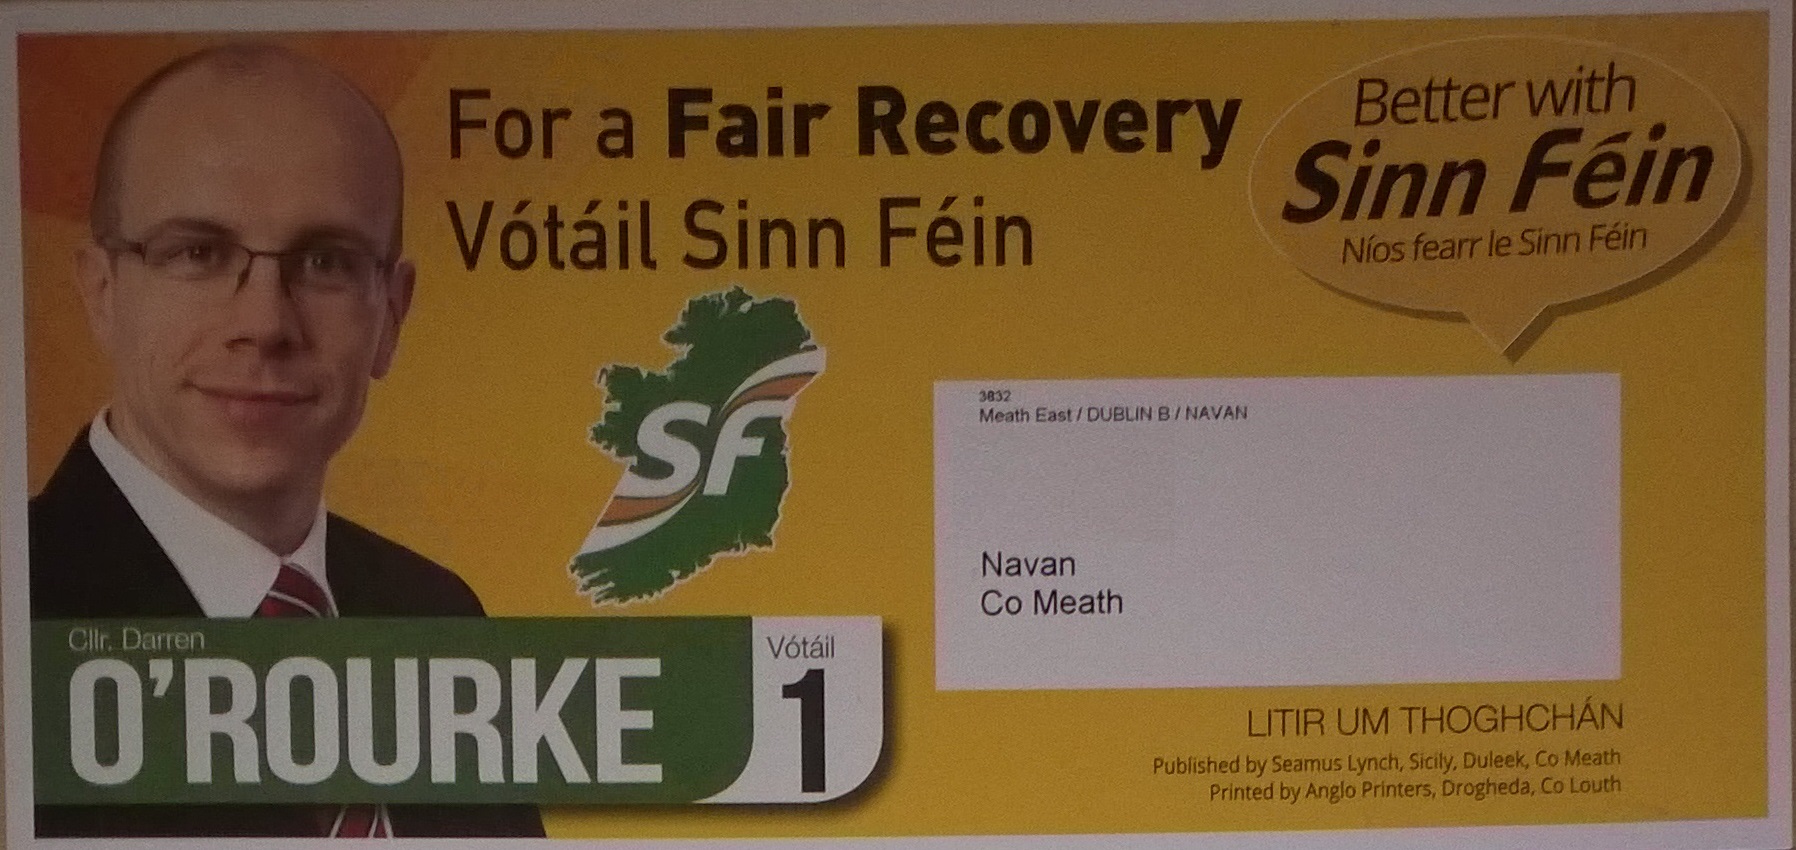 For a Fair Recovery
Vótáil Sinn Féin
Better with
Sinn Féin
Níos fearr le Sinn Féin
SF
3832
Meath East / DUBLIN B / NAVAN
Navan
Co Meath
Cllr. Darren
O'ROURKE
Vótáil
1
LITIR UM THOGHCHÁN
Published by Seamus Lynch, Sicily, Duleek, Co Meath
Printed by Anglo Printers, Drogheda, Co Louth